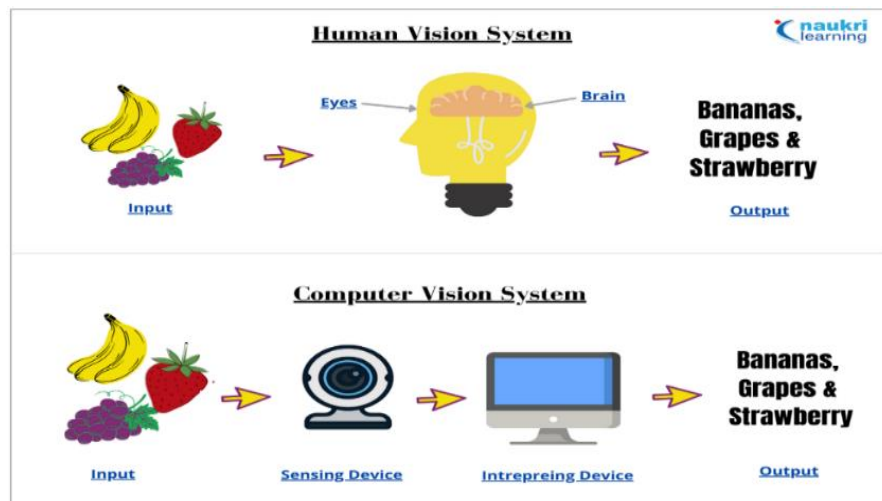 Human Vision System
naukri
learning
Eyes
Brain
Bananas,
Grapes &
Strawberry
Input
Output
Computer Vision System
Bananas,
Grapes &
Strawberry
Input
Sensing Device
Intrepreing Device
Output